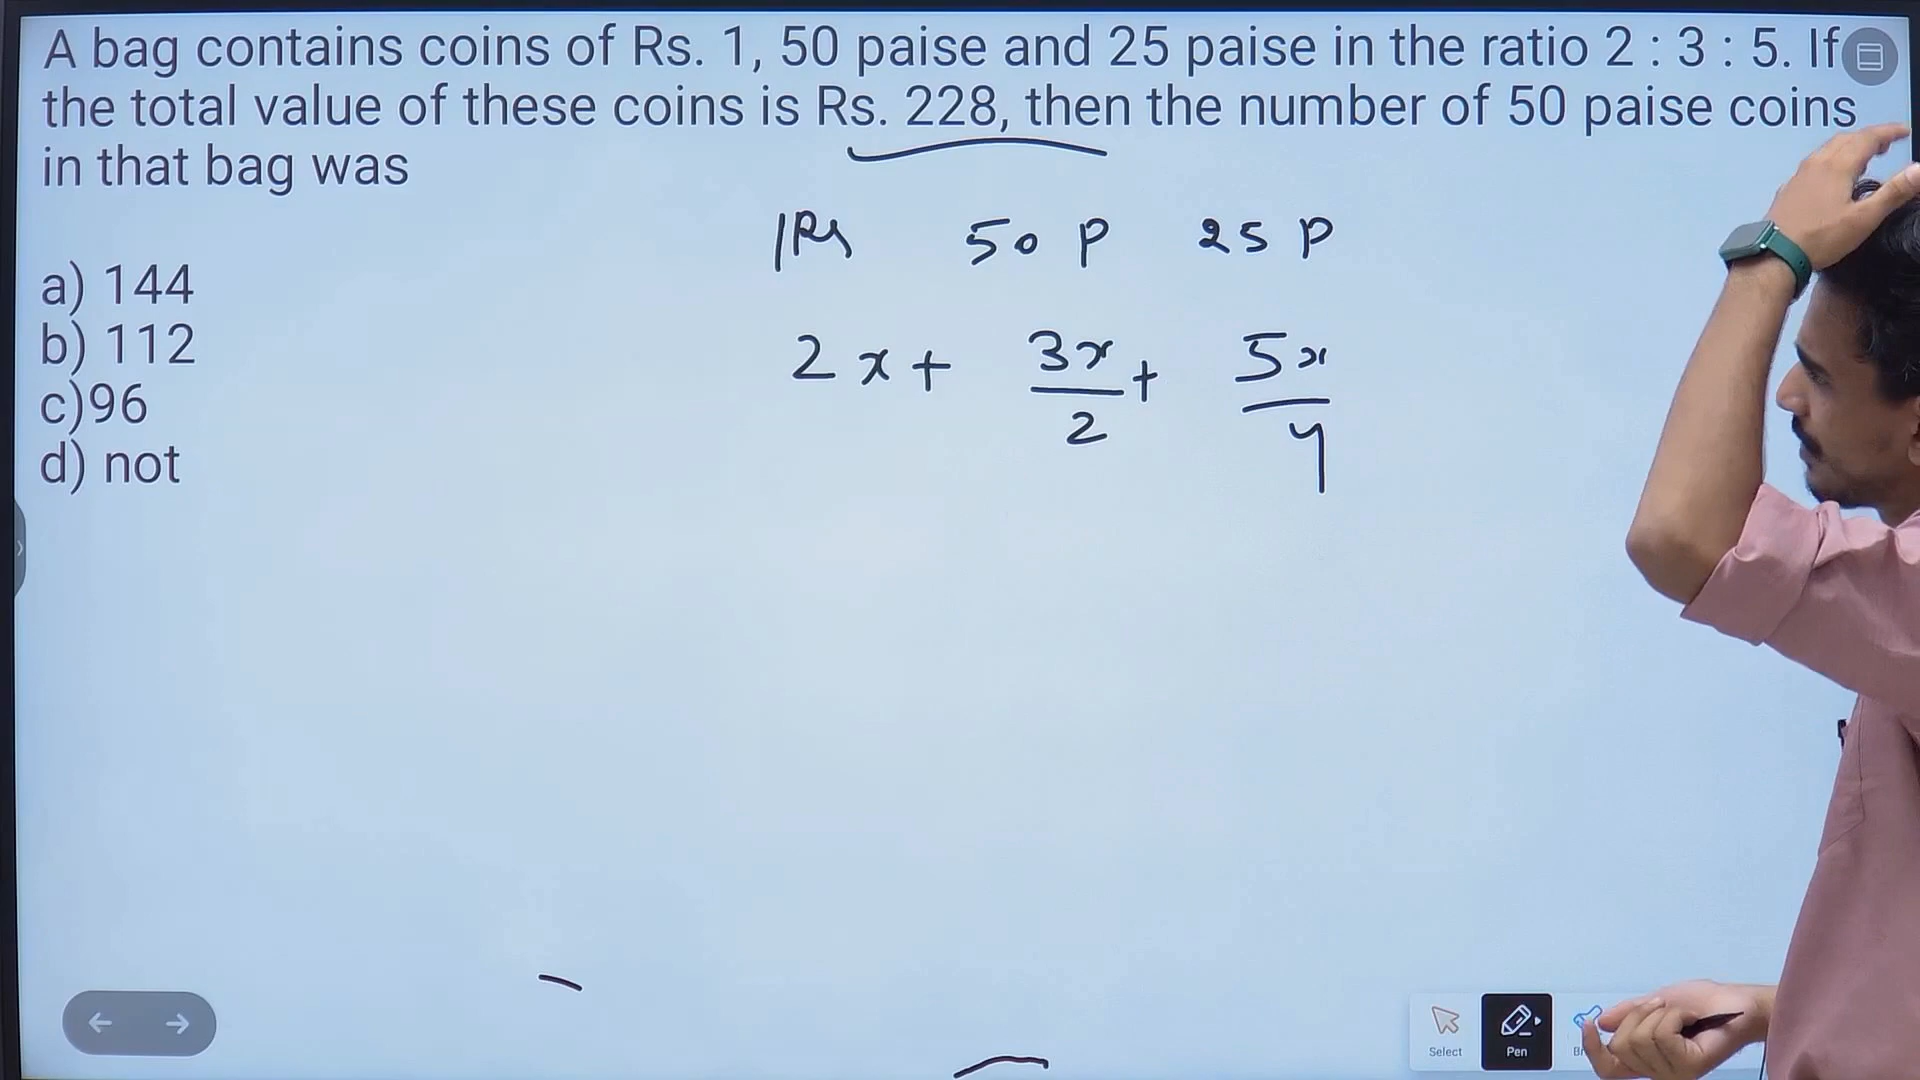 A bag contains coins of Rs. 1, 50 paise and 25 paise in the ratio 2 : 3 : 5. If
the total value of these coins is Rs. 228, then the number of 50 paise coins
in that bag was
a) 144
b) 112
c)96
d) not
1Rs 50 P 25 P
2x + 3x/2 + 5x/4
Select Pen